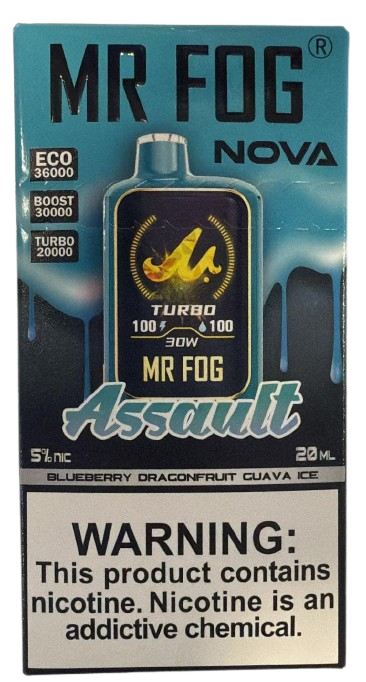 MR FOG®
NOVA
ECO
36000
BOOST
30000
TURBO
20000
TURBO
100 100
30W
MR FOG
Assault
5% NIC
20 ML
BLUEBERRY DRAGONFRUIT GUAVA ICE
WARNING:
This product contains
nicotine. Nicotine is an
addictive chemical.